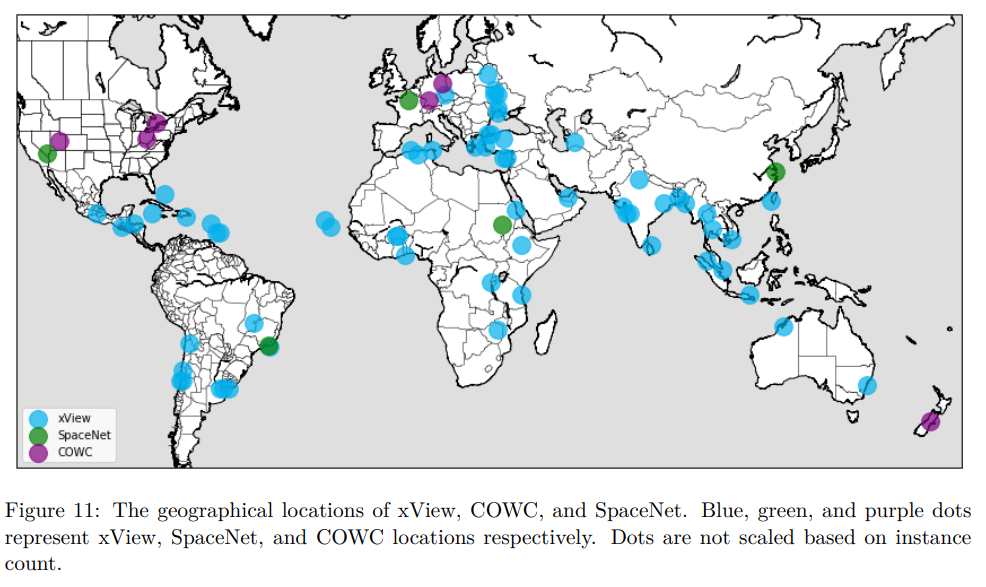 xView
SpaceNet
COWC
Figure 11: The geographical locations of xView, COWC, and SpaceNet. Blue, green, and purple dots
represent xView, SpaceNet, and COWC locations respectively. Dots are not scaled based on instance
count.